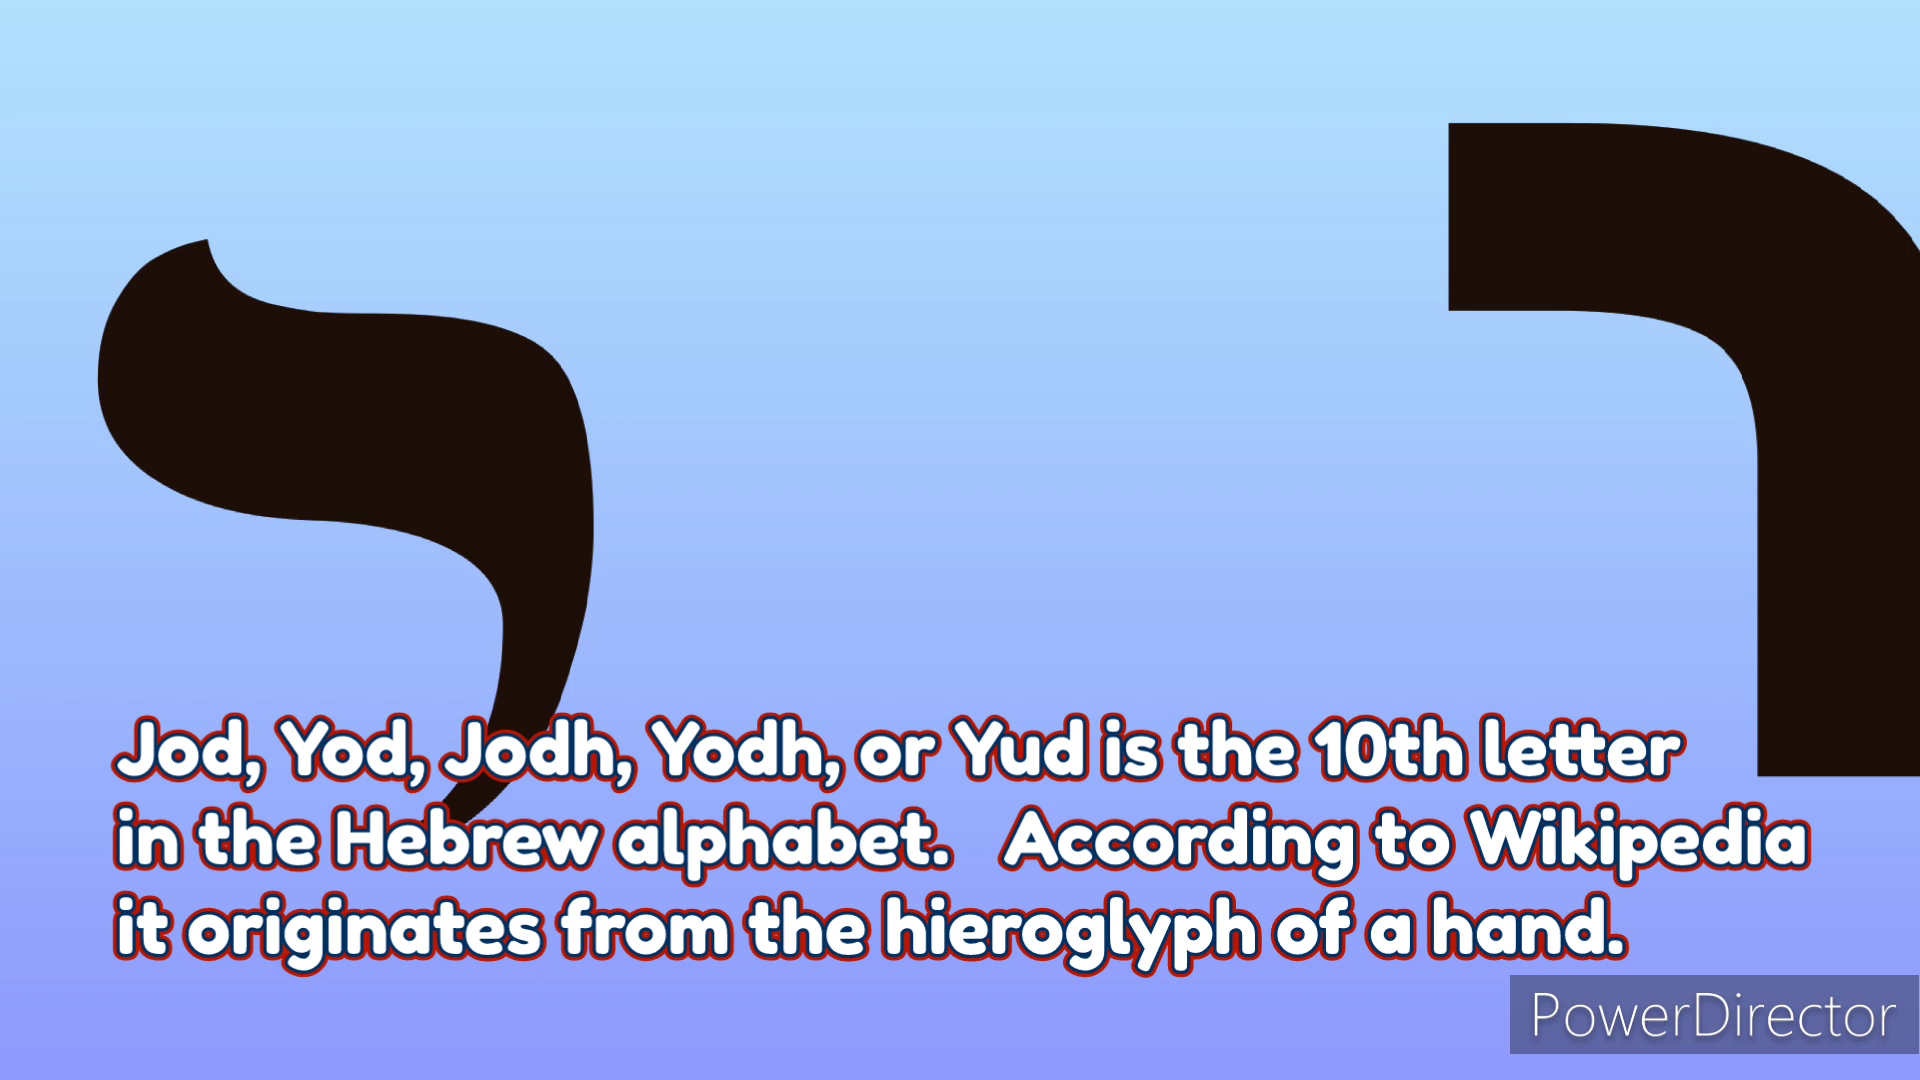 י
Jod, Yod, Jodh, Yodh, or Yud is the 10th letter
in the Hebrew alphabet. According to Wikipedia
it originates from the hieroglyph of a hand.
PowerDirector